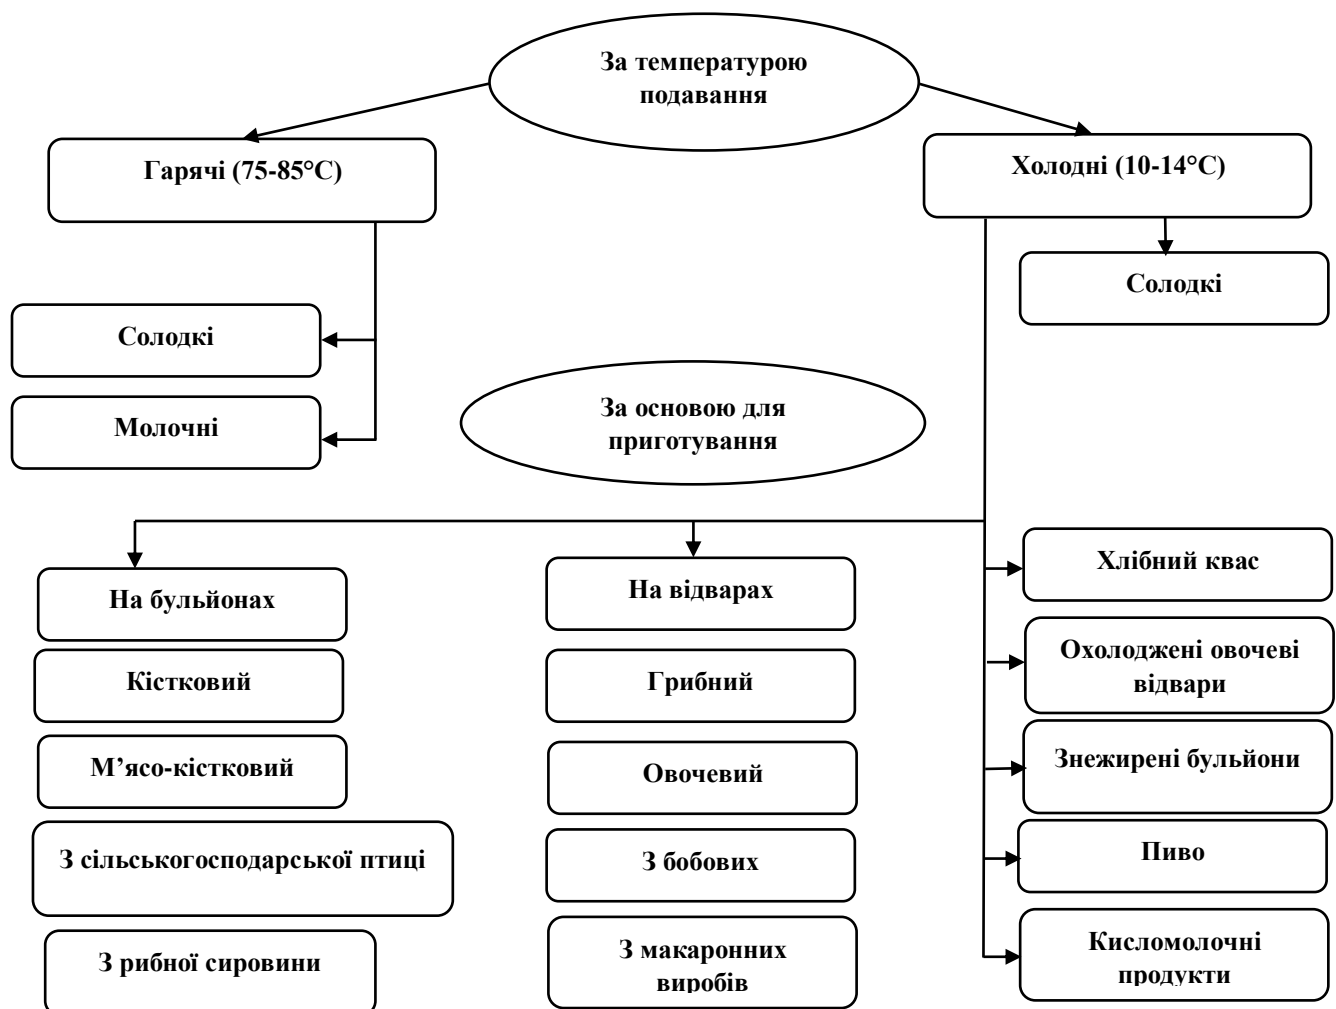 За температурою
подавання
Гарячі (75-85°С)
Холодні (10-14°С)
Солодкі
Солодкі
Молочні
За основою для
приготування
На бульйонах
На відварах
Хлібний квас
Кістковий
Грибний
Охолоджені овочеві
відвари
М’ясо-кістковий
Овочевий
Знежирені бульйони
З сільськогосподарської птиці
З бобових
Пиво
З рибної сировини
З макаронних
виробів
Кисломолочні
продукти